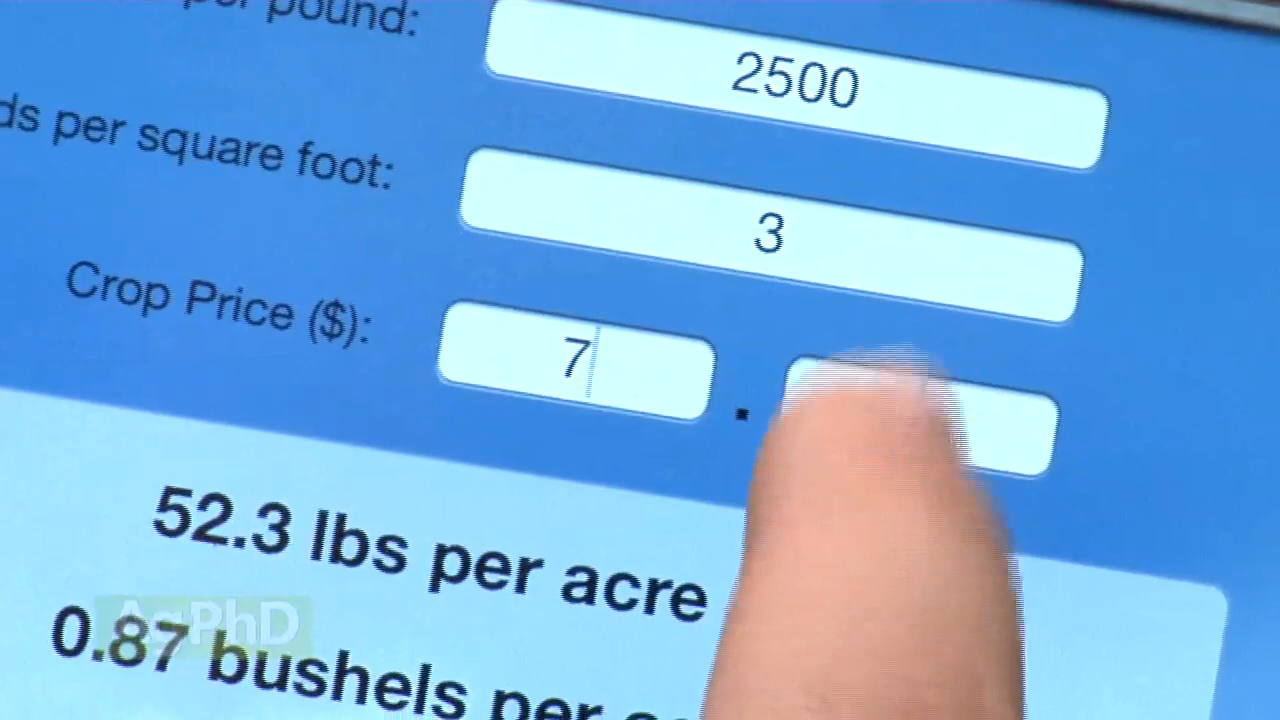 per pound:
2500
per square foot:
3
Crop Price ($):
7
.
52.3 lbs per acre
0.87 bushels per
AgPhD